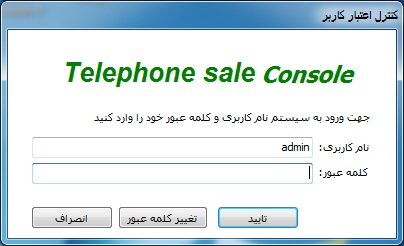 کنترل اعتبار کاربر
Telephone sale Console
جهت ورود به سیستم نام کاربری و کلمه عبور خود را وارد کنید
نام کاربری: admin
کلمه عبور:
تایید تغییر کلمه عبور انصراف